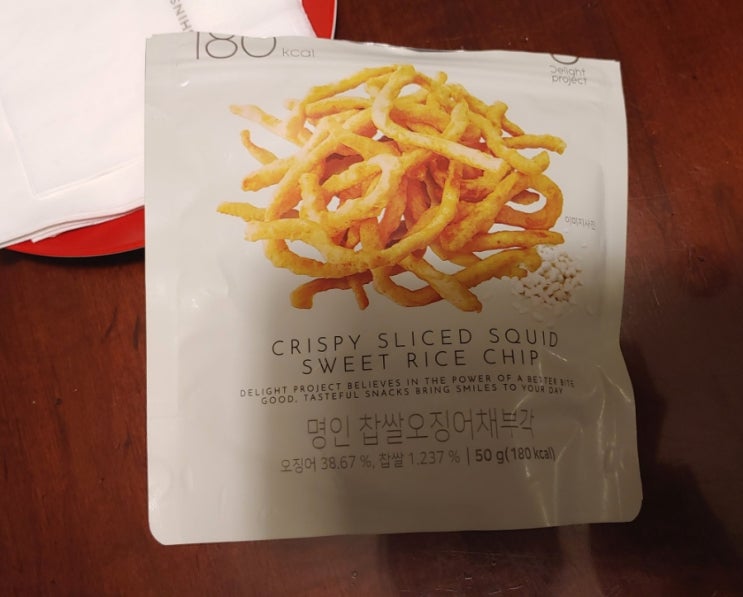 180 kcal
Delight
project
이미지사진
CRISPY SLICED SQUID
SWEET RICE CHIP
DELIGHT PROJECT BELIEVES IN THE POWER OF A BETTER BITE
GOOD, TASTEFUL SNACKS BRING SMILES TO YOUR DAY
명인 찹쌀오징어채부각
오징어 38.67 %, 찹쌀 1.237 % | 50 g(180 kcal)